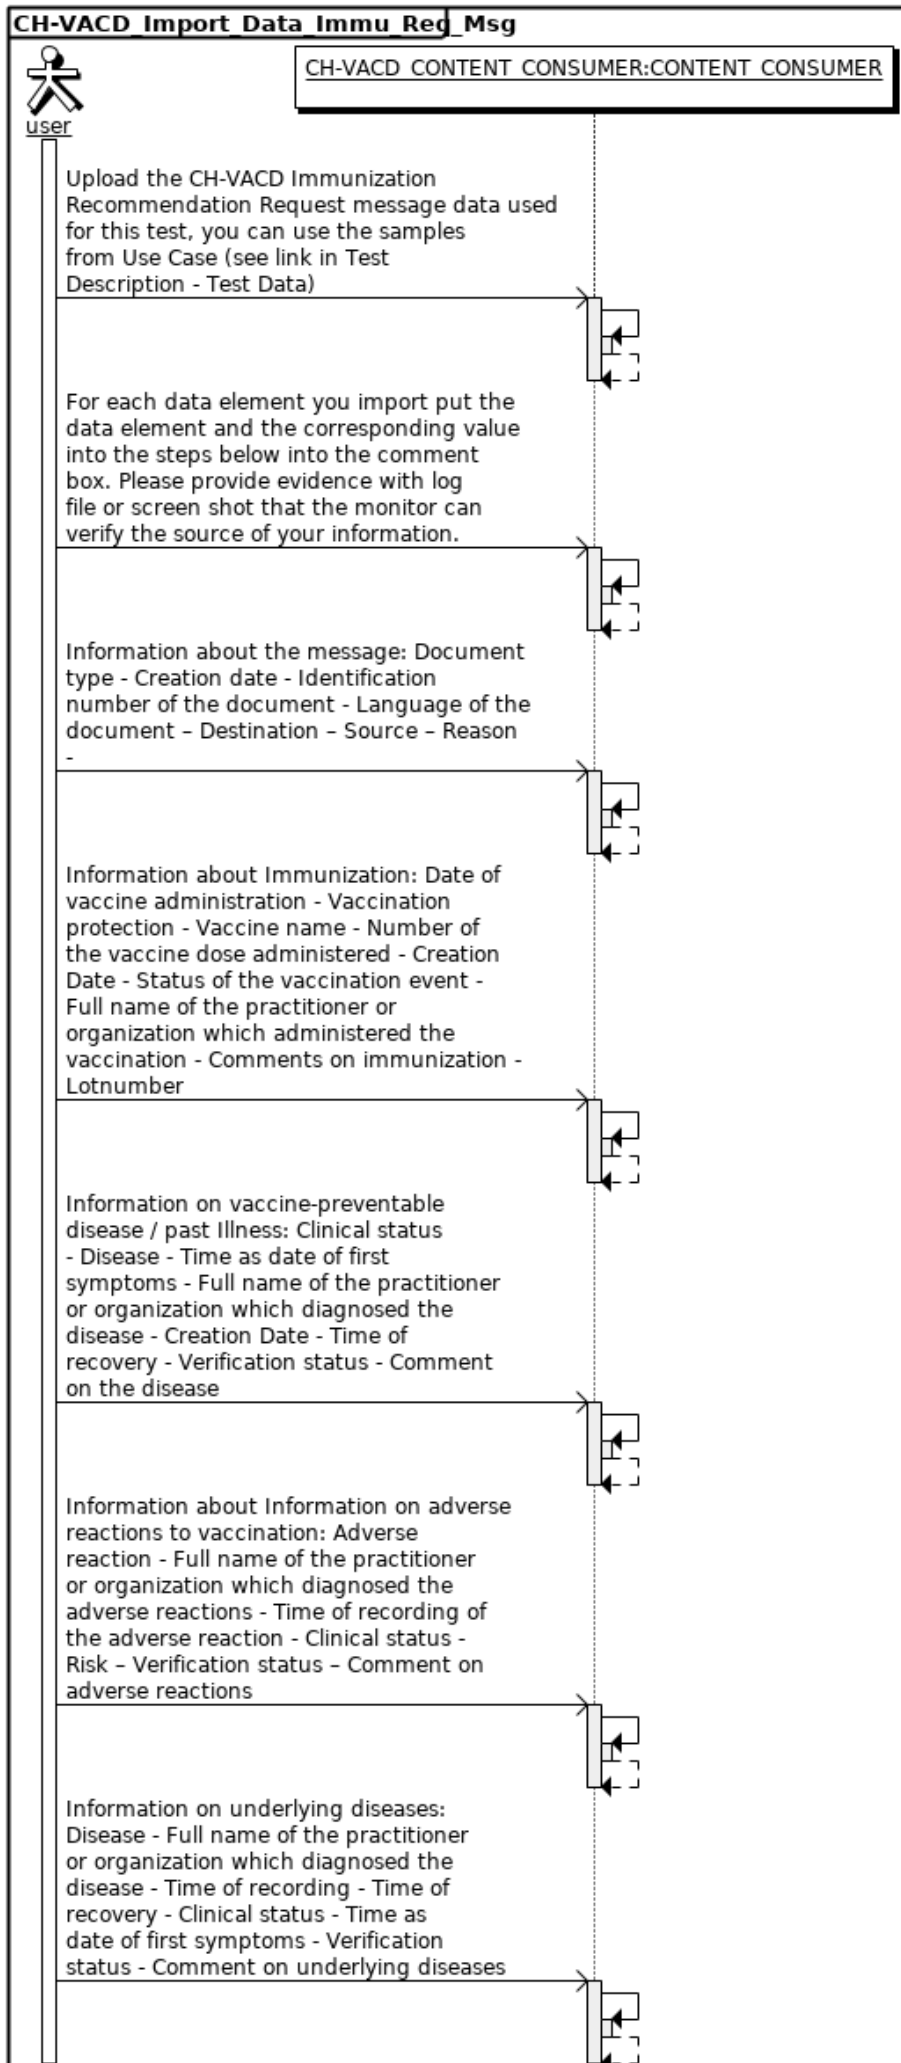 CH-VACD_Import_Data_Immu_Req_Msg
CH-VACD_CONTENT_CONSUMER:CONTENT_CONSUMER
user
Upload the CH-VACD Immunization
Recommendation Request message data used
for this test, you can use the samples
from Use Case (see link in Test
Description - Test Data)
For each data element you import put the
data element and the corresponding value
into the steps below into the comment
box. Please provide evidence with log
file or screen shot that the monitor can
verify the source of your information.
Information about the message: Document
type - Creation date - Identification
number of the document - Language of the
document – Destination – Source – Reason
-
Information about Immunization: Date of
vaccine administration - Vaccination
protection - Vaccine name - Number of
the vaccine dose administered - Creation
Date - Status of the vaccination event -
Full name of the practitioner or
organization which administered the
vaccination - Comments on immunization -
Lotnumber
Information on vaccine-preventable
disease / past Illness: Clinical status
- Disease - Time as date of first
symptoms - Full name of the practitioner
or organization which diagnosed the
disease - Creation Date - Time of
recovery - Verification status - Comment
on the disease
Information about Information on adverse
reactions to vaccination: Adverse
reaction - Full name of the practitioner
or organization which diagnosed the
adverse reactions - Time of recording of
the adverse reaction - Clinical status -
Risk – Verification status – Comment on
adverse reactions
Information on underlying diseases:
Disease - Full name of the practitioner
or organization which diagnosed the
disease - Time of recording - Time of
recovery - Clinical status - Time as
date of first symptoms - Verification
status - Comment on underlying diseases